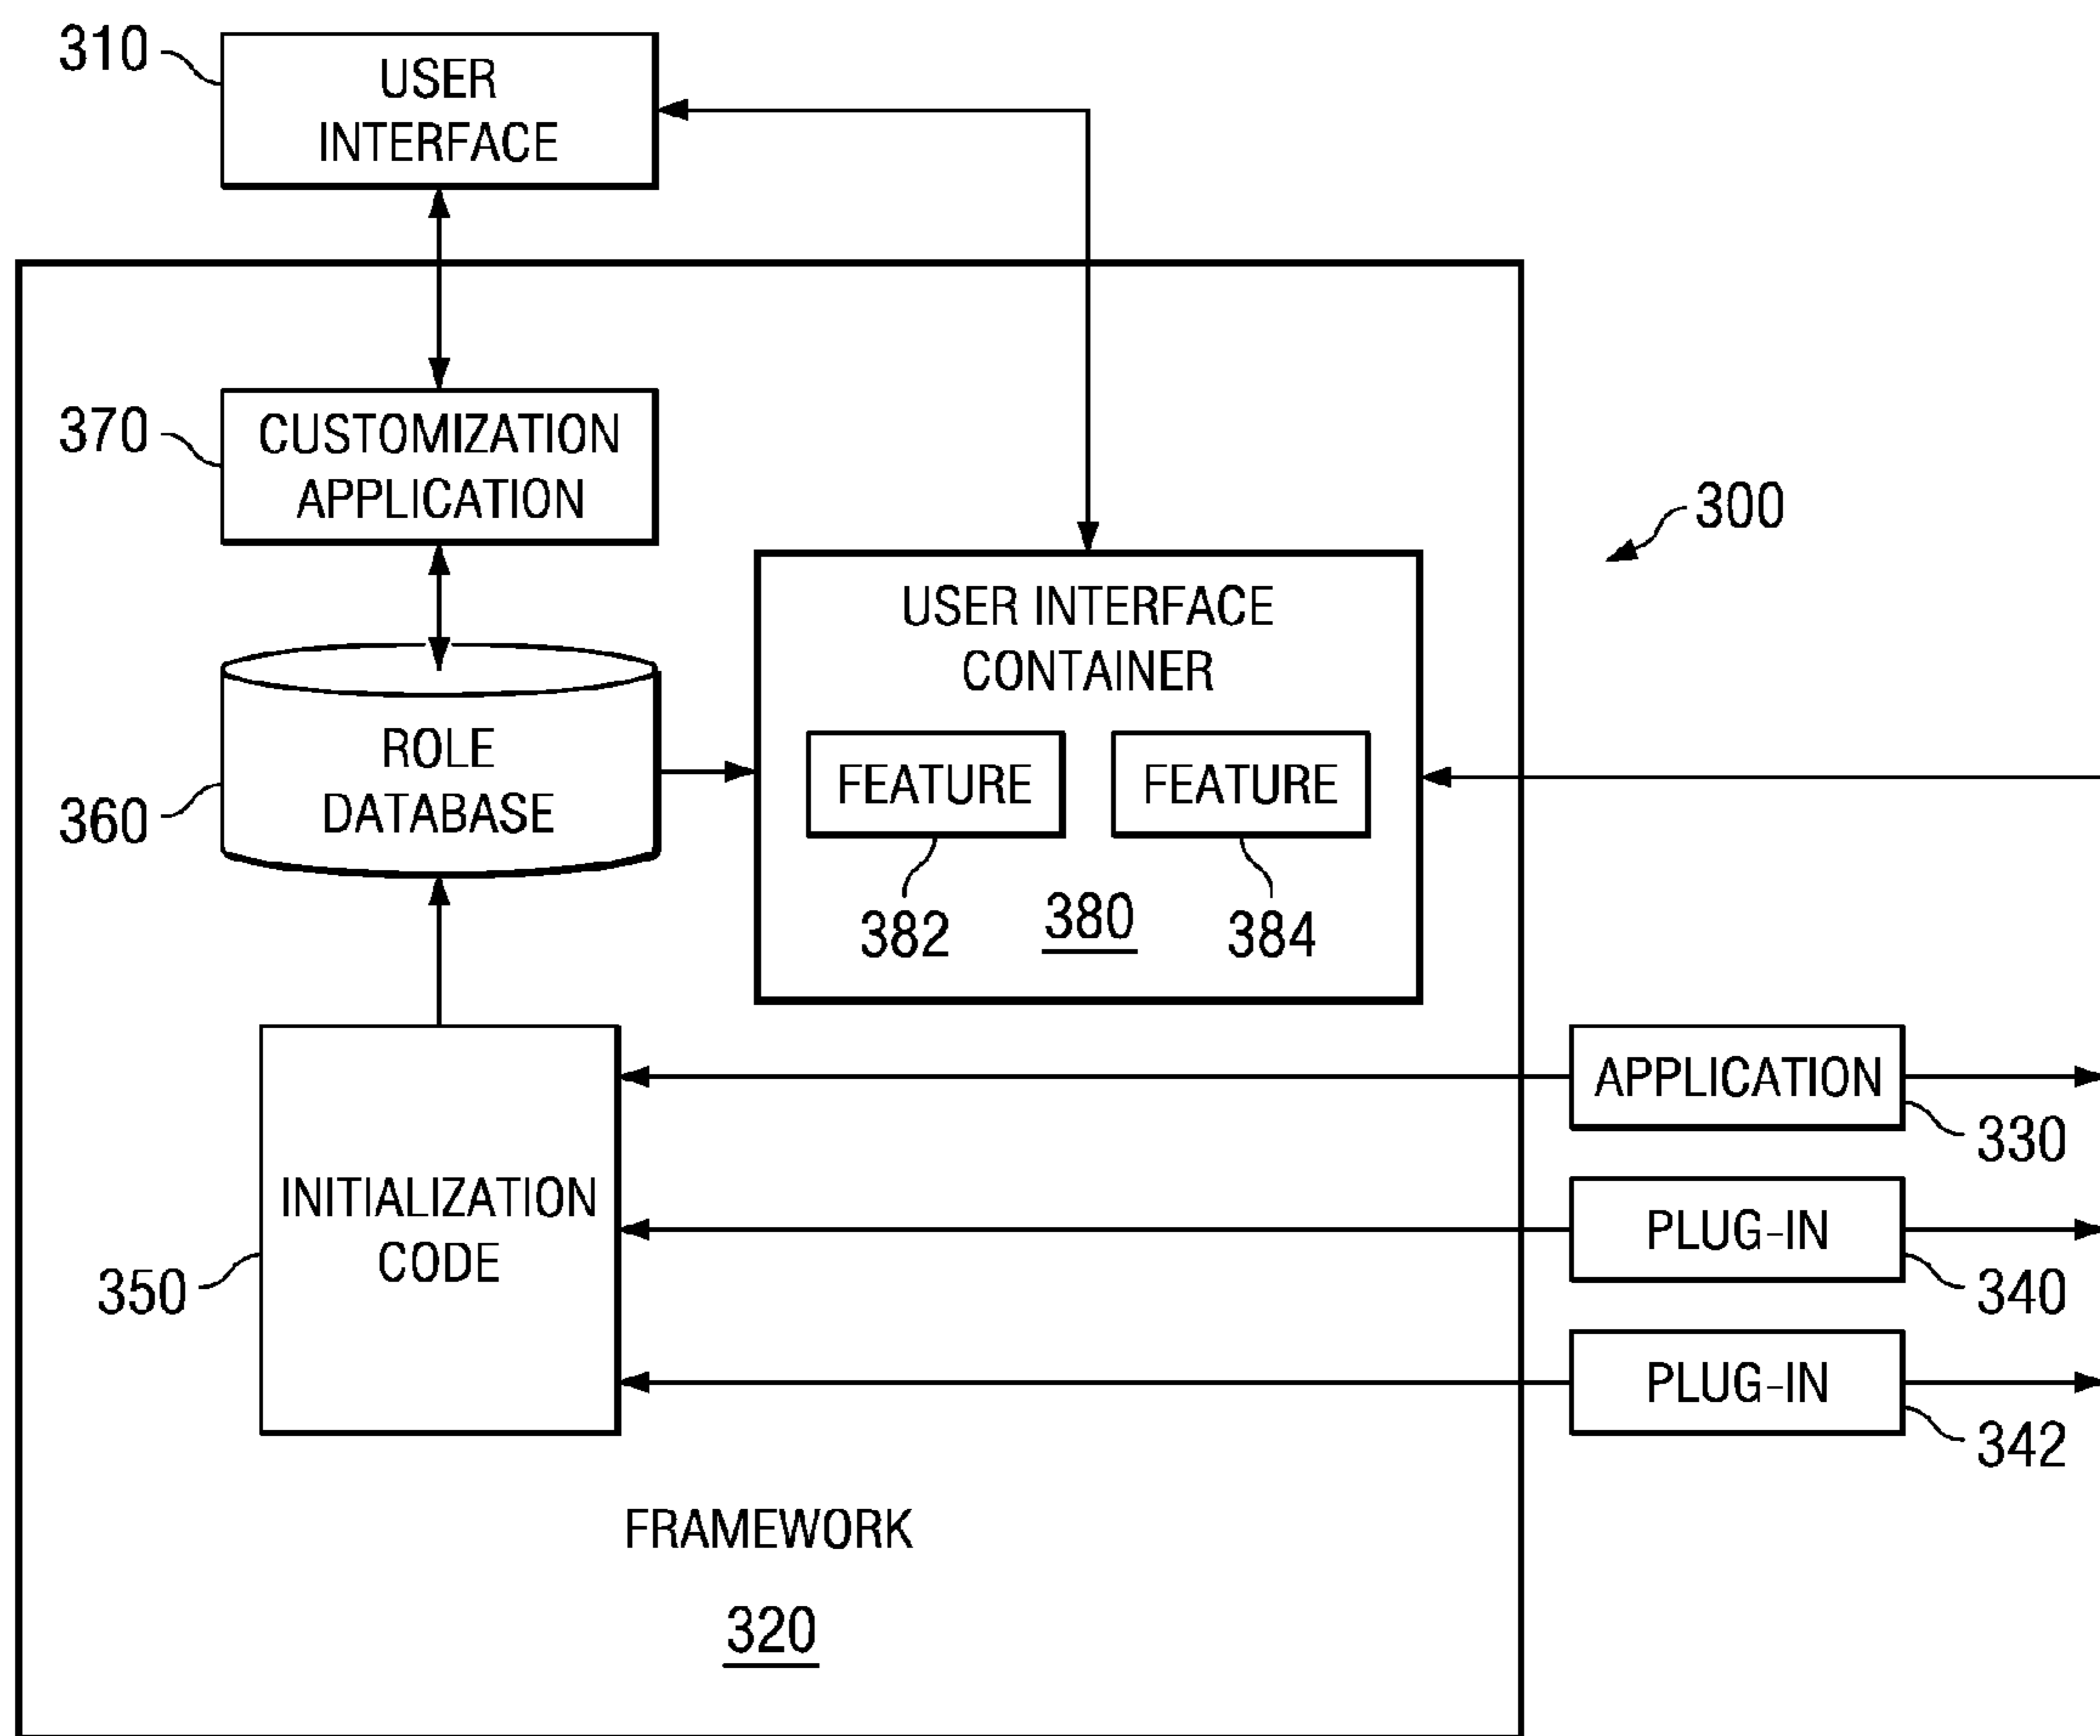 310
USER
INTERFACE
370
CUSTOMIZATION
APPLICATION
300
USER INTERFACE
CONTAINER
ROLE
DATABASE
360
FEATURE
FEATURE
382
380
384
APPLICATION
330
INITIALIZATION
CODE
350
PLUG-IN
340
PLUG-IN
342
FRAMEWORK
320